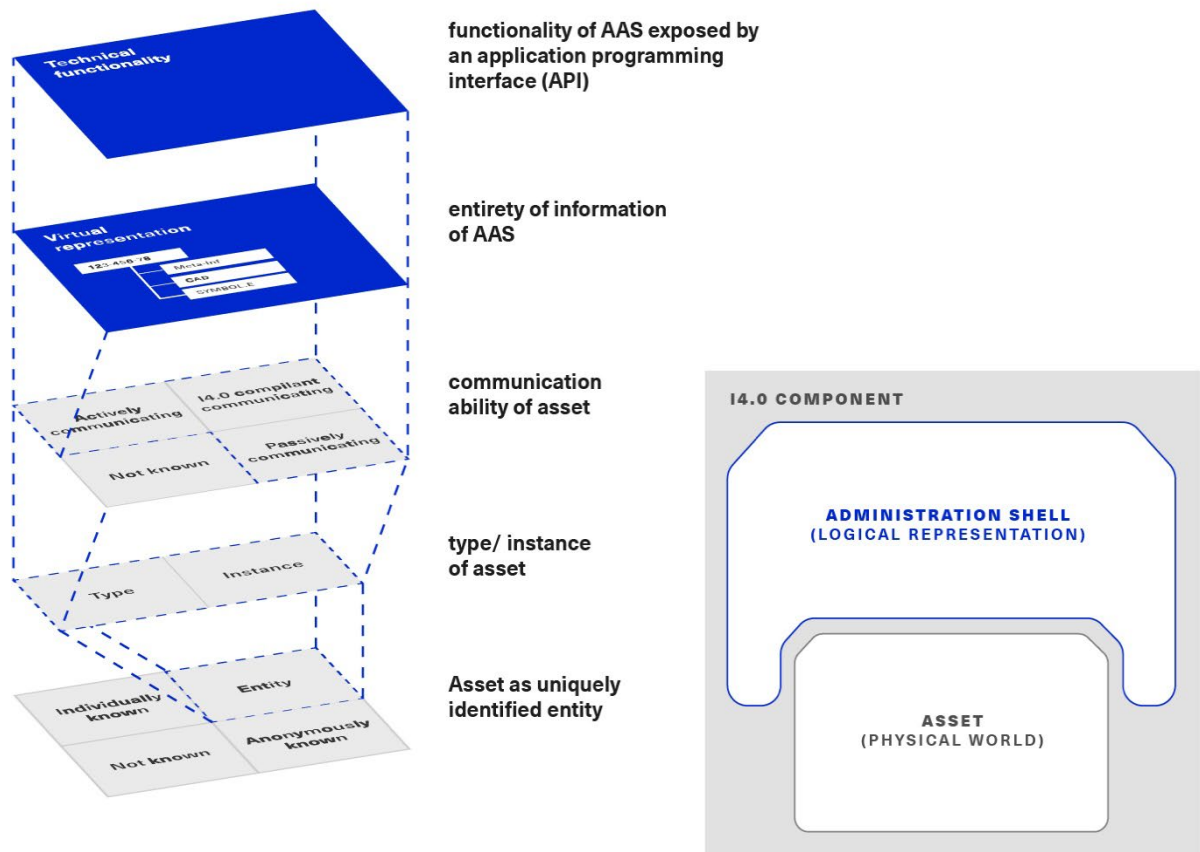 Technical
functionality
functionality of AAS exposed by
an application programming
interface (API)
Virtual
representation
123 456 78
Meta-inf
CAD
SYMBOL.E
entirety of information
of AAS
Actively
communicating
I4.0 compliant
communicating
Not known
Passively
communicating
communication
ability of asset
Type
Instance
type/ instance
of asset
Individually
known
Entity
Not known
Anonymously
known
Asset as uniquely
identified entity
I4.0 COMPONENT
ADMINISTRATION SHELL
(LOGICAL REPRESENTATION)
ASSET
(PHYSICAL WORLD)